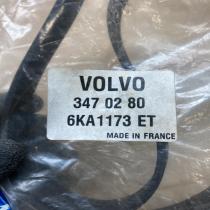 VOLVO
347 02 80
6KA1173 ET
MADE IN FRANCE